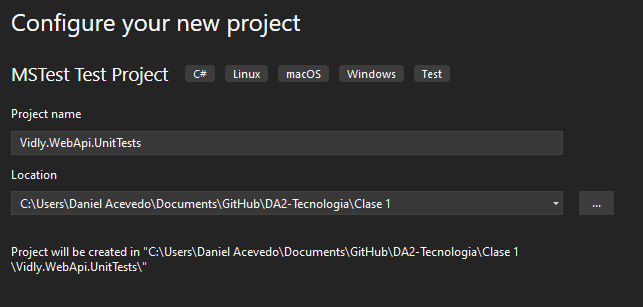 Configure your new project
MSTest Test Project C# Linux macOS Windows Test
Project name
Vidly.WebApi.UnitTests
Location
C:\Users\Daniel Acevedo\Documents\GitHub\DA2-Tecnologia\Clase 1 ...
Project will be created in "C:\Users\Daniel Acevedo\Documents\GitHub\DA2-Tecnologia\Clase 1
\Vidly.WebApi.UnitTests\"